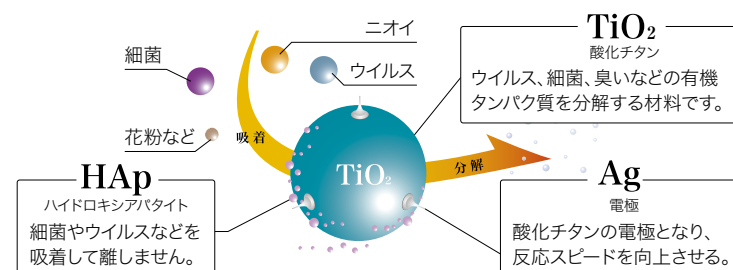 ニオイ
細菌
ウイルス
花粉など
吸着
TiO₂
分解
TiO₂
酸化チタン
ウイルス、細菌、臭いなどの有機
タンパク質を分解する材料です。
HAp
ハイドロキシアパタイト
細菌やウイルスなどを
吸着して離しません。
Ag
電極
酸化チタンの電極となり、
反応スピードを向上させる。